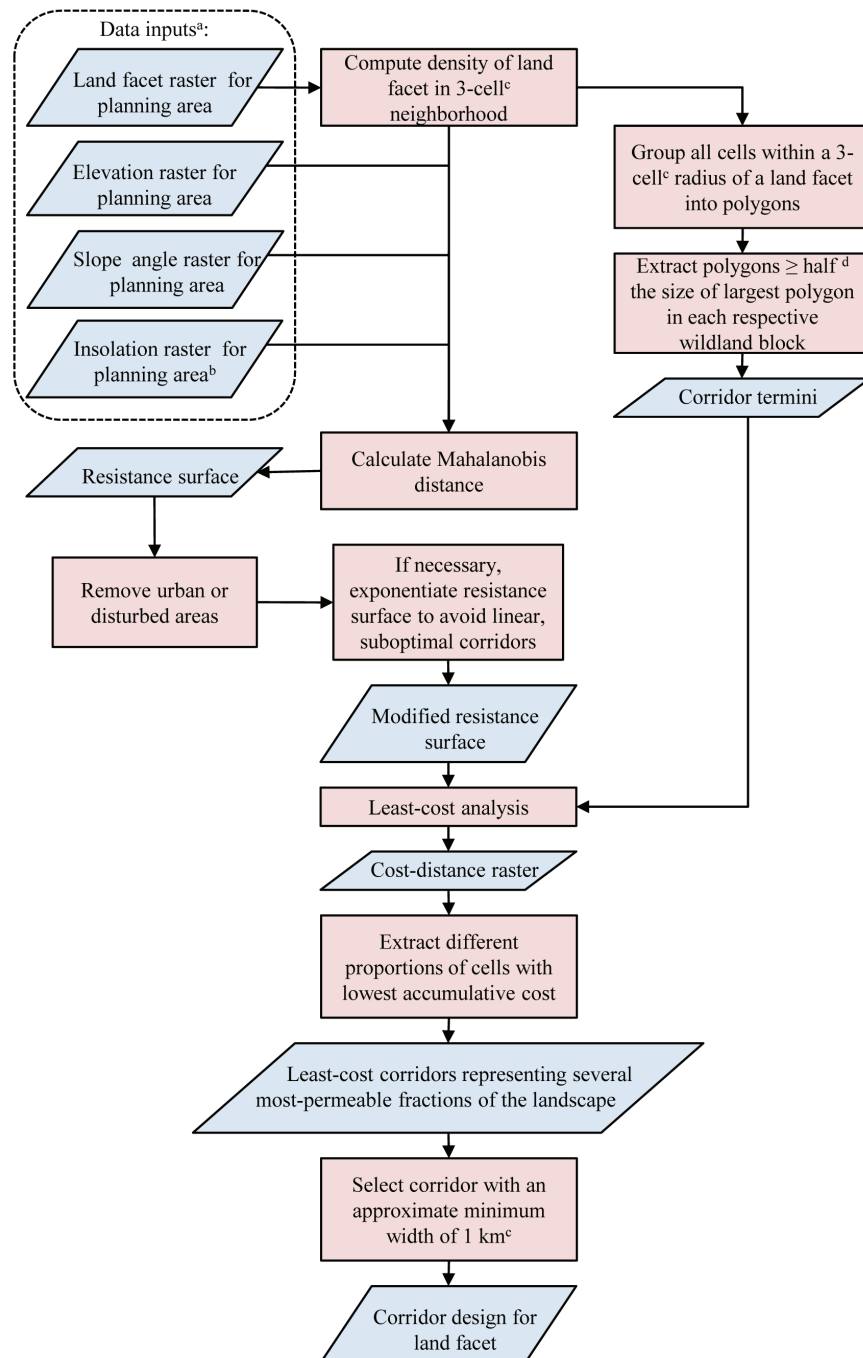 Data inputsᵃ:
Land facet raster for
planning area
Compute density of land
facet in 3-cellᶜ
neighborhood
Elevation raster for
planning area
Group all cells within a 3-
cellᶜ radius of a land facet
into polygons
Slope angle raster for
planning area
Extract polygons ≥ half ᵈ
the size of largest polygon
in each respective
wildland block
Insolation raster for
planning areaᵇ
Corridor termini
Resistance surface
Calculate Mahalanobis
distance
Remove urban or
disturbed areas
If necessary,
exponentiate resistance
surface to avoid linear,
suboptimal corridors
Modified resistance
surface
Least-cost analysis
Cost-distance raster
Extract different
proportions of cells with
lowest accumulative cost
Least-cost corridors representing several
most-permeable fractions of the landscape
Select corridor with an
approximate minimum
width of 1 kmᶜ
Corridor design for
land facet